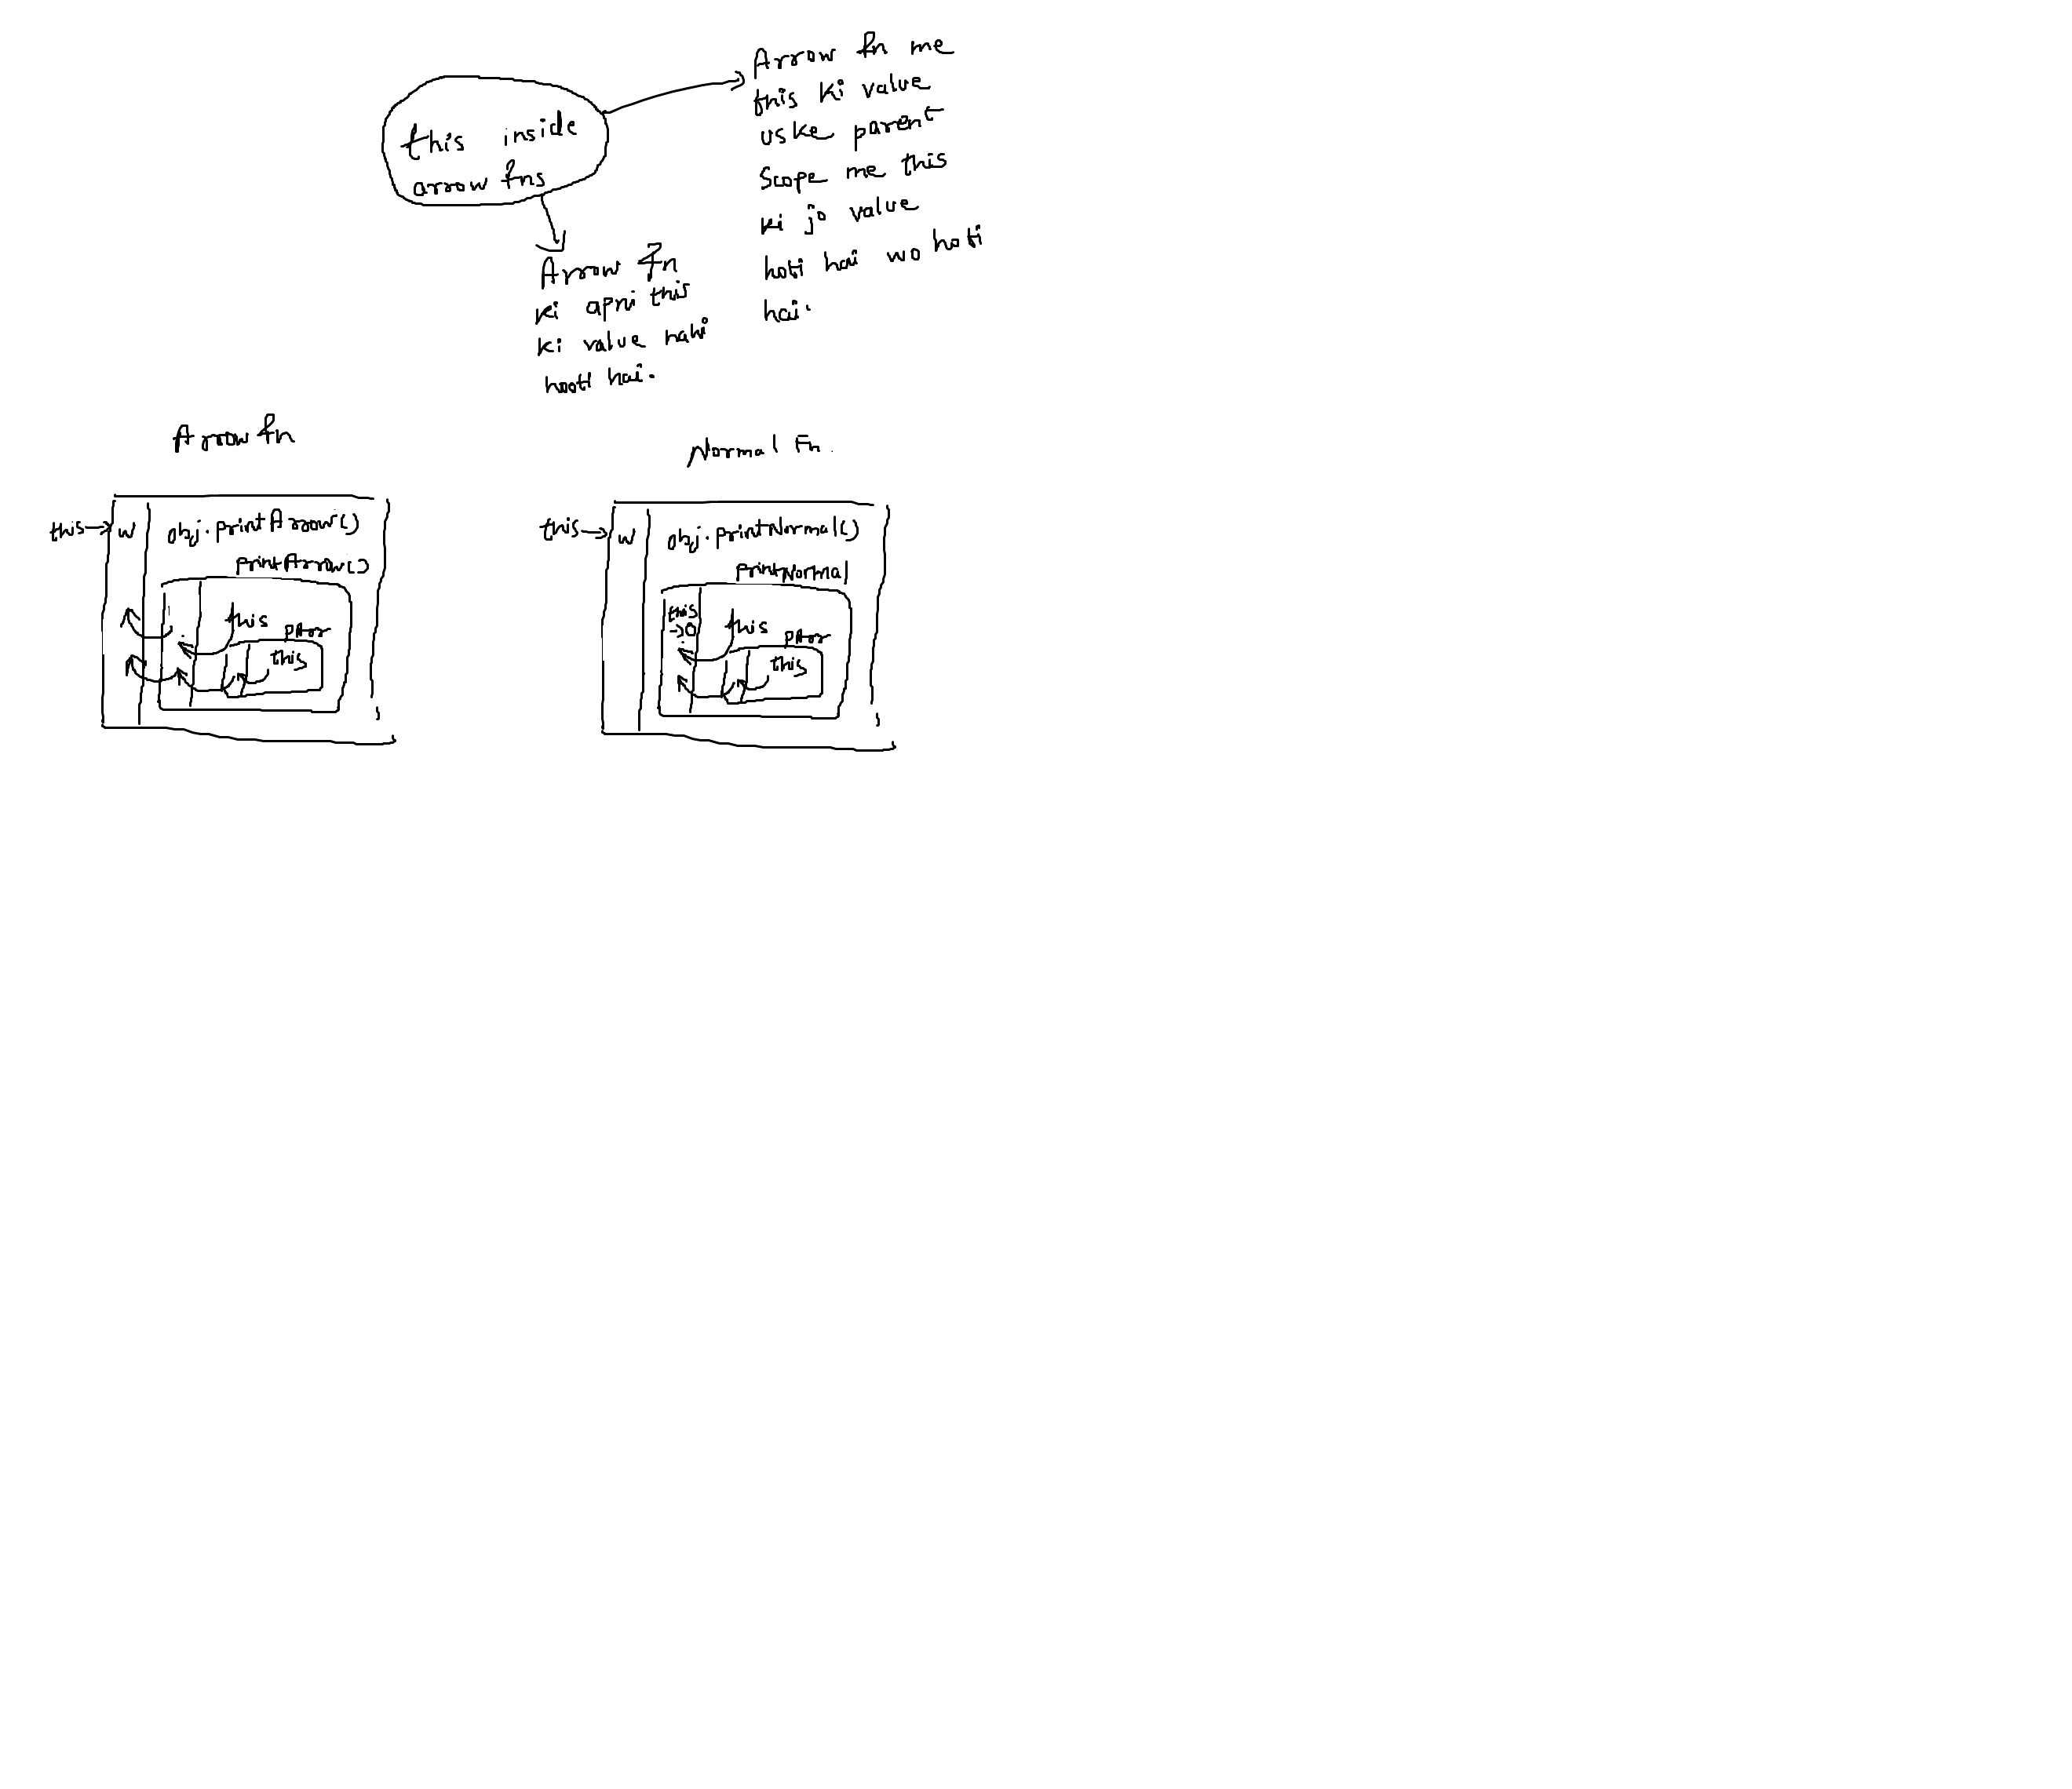 this inside
arrow fns
Arrow fn me
this ki value
uske parent
Scope me this
ki jo value
hoti hai wo hoti
hai.
Arrow Fn
ki apni this
ki value nahi
hooti hai.
Arrow fn
this→ w
obj.printArrow()
printArrow()
this
pArr
this
Normal Fn.
this→ w
obj.printNormal()
printNormal
this
→O
this
pArr
this